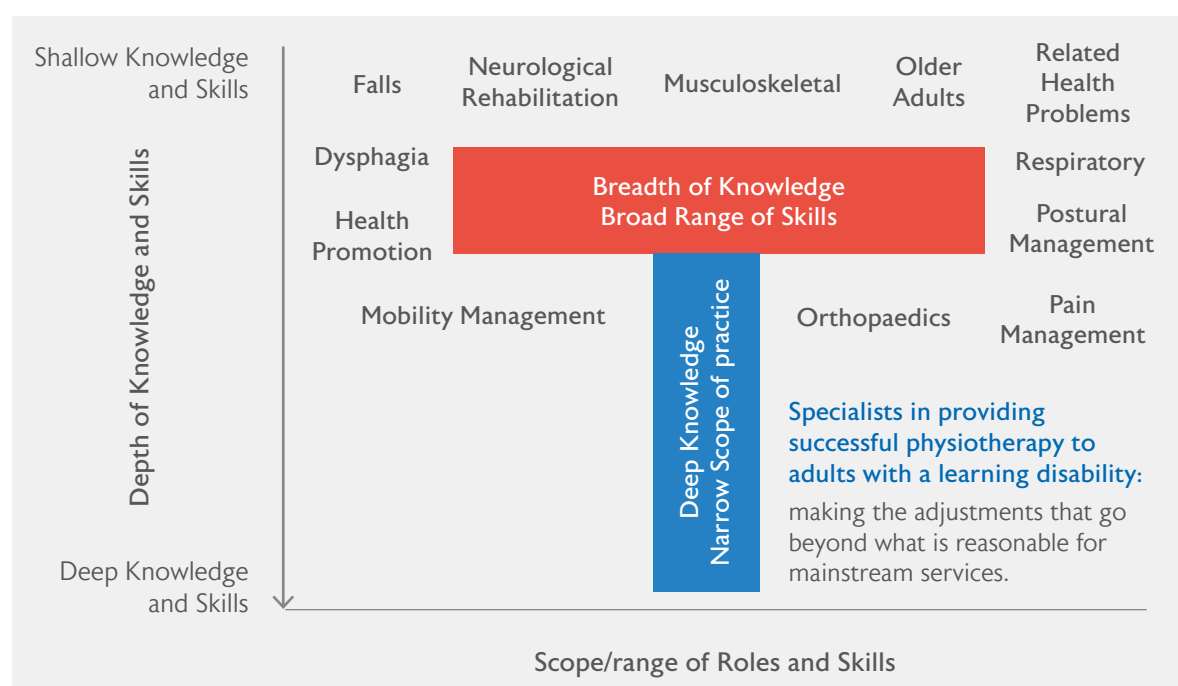 Shallow Knowledge
and Skills
Falls
Neurological
Rehabilitation
Musculoskeletal
Older
Adults
Related
Health
Problems
Dysphagia
Breadth of Knowledge
Broad Range of Skills
Respiratory
Health
Promotion
Postural
Management
Mobility Management
Orthopaedics
Pain
Management
Depth of Knowledge and Skills
Deep Knowledge
Narrow Scope of practice
Specialists in providing
successful physiotherapy to
adults with a learning disability:
making the adjustments that go
beyond what is reasonable for
mainstream services.
Deep Knowledge
and Skills
Scope/range of Roles and Skills